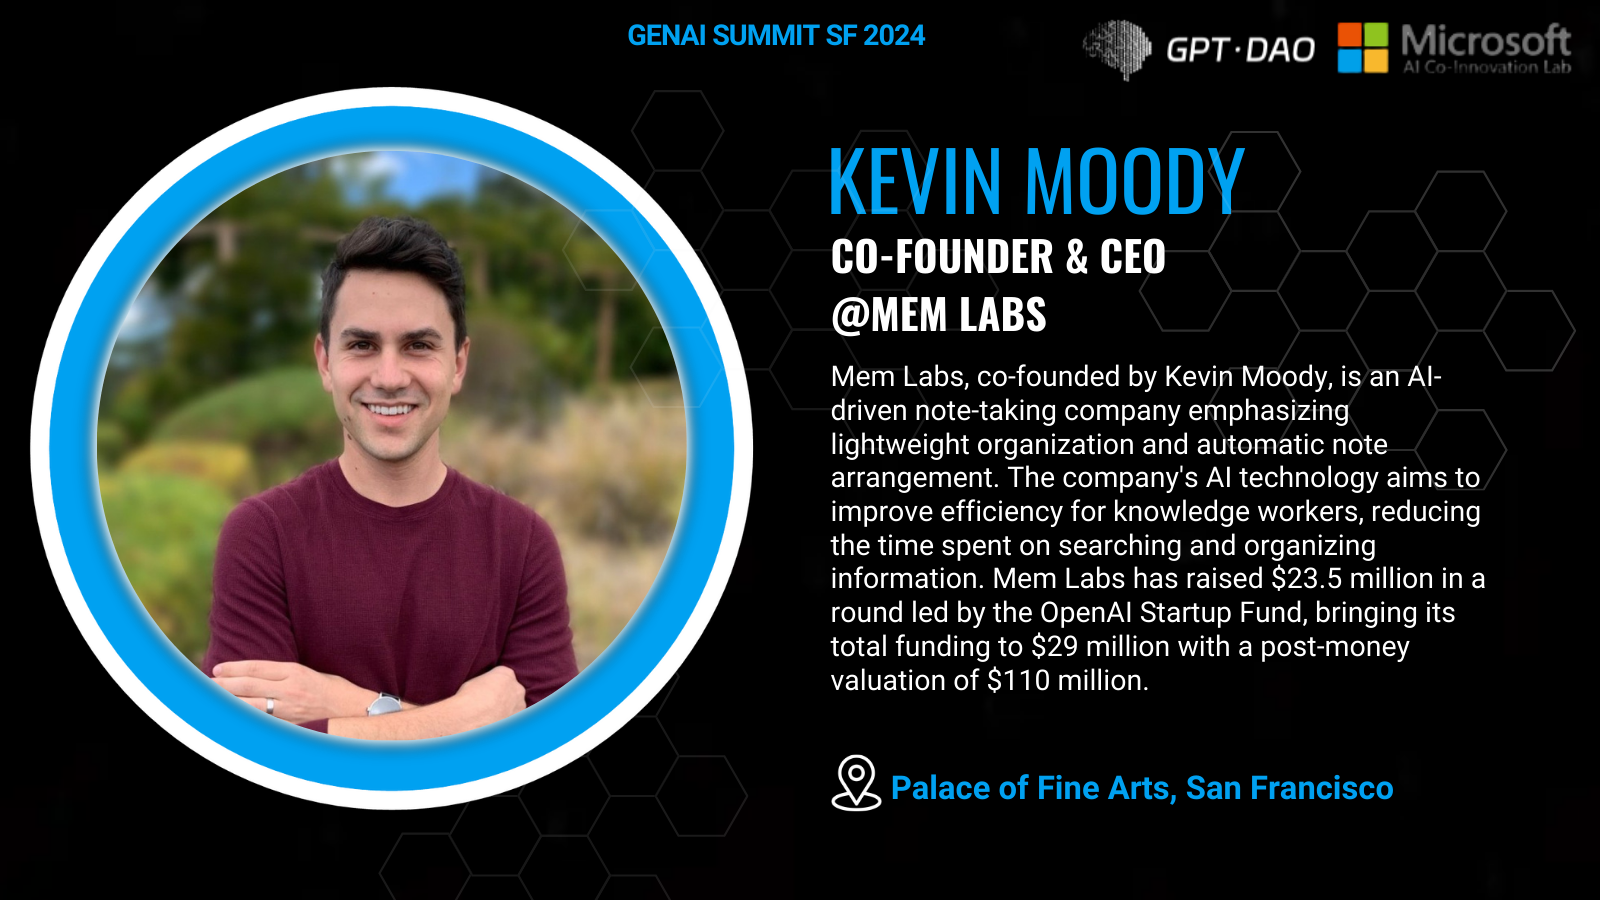 GENAI SUMMIT SF 2024
GPT·DAO
Microsoft
AI Co-Innovation Lab
KEVIN MOODY
CO-FOUNDER & CEO
@MEM LABS
Mem Labs, co-founded by Kevin Moody, is an AI-
driven note-taking company emphasizing
lightweight organization and automatic note
arrangement. The company's AI technology aims to
improve efficiency for knowledge workers, reducing
the time spent on searching and organizing
information. Mem Labs has raised $23.5 million in a
round led by the OpenAI Startup Fund, bringing its
total funding to $29 million with a post-money
valuation of $110 million.
Palace of Fine Arts, San Francisco